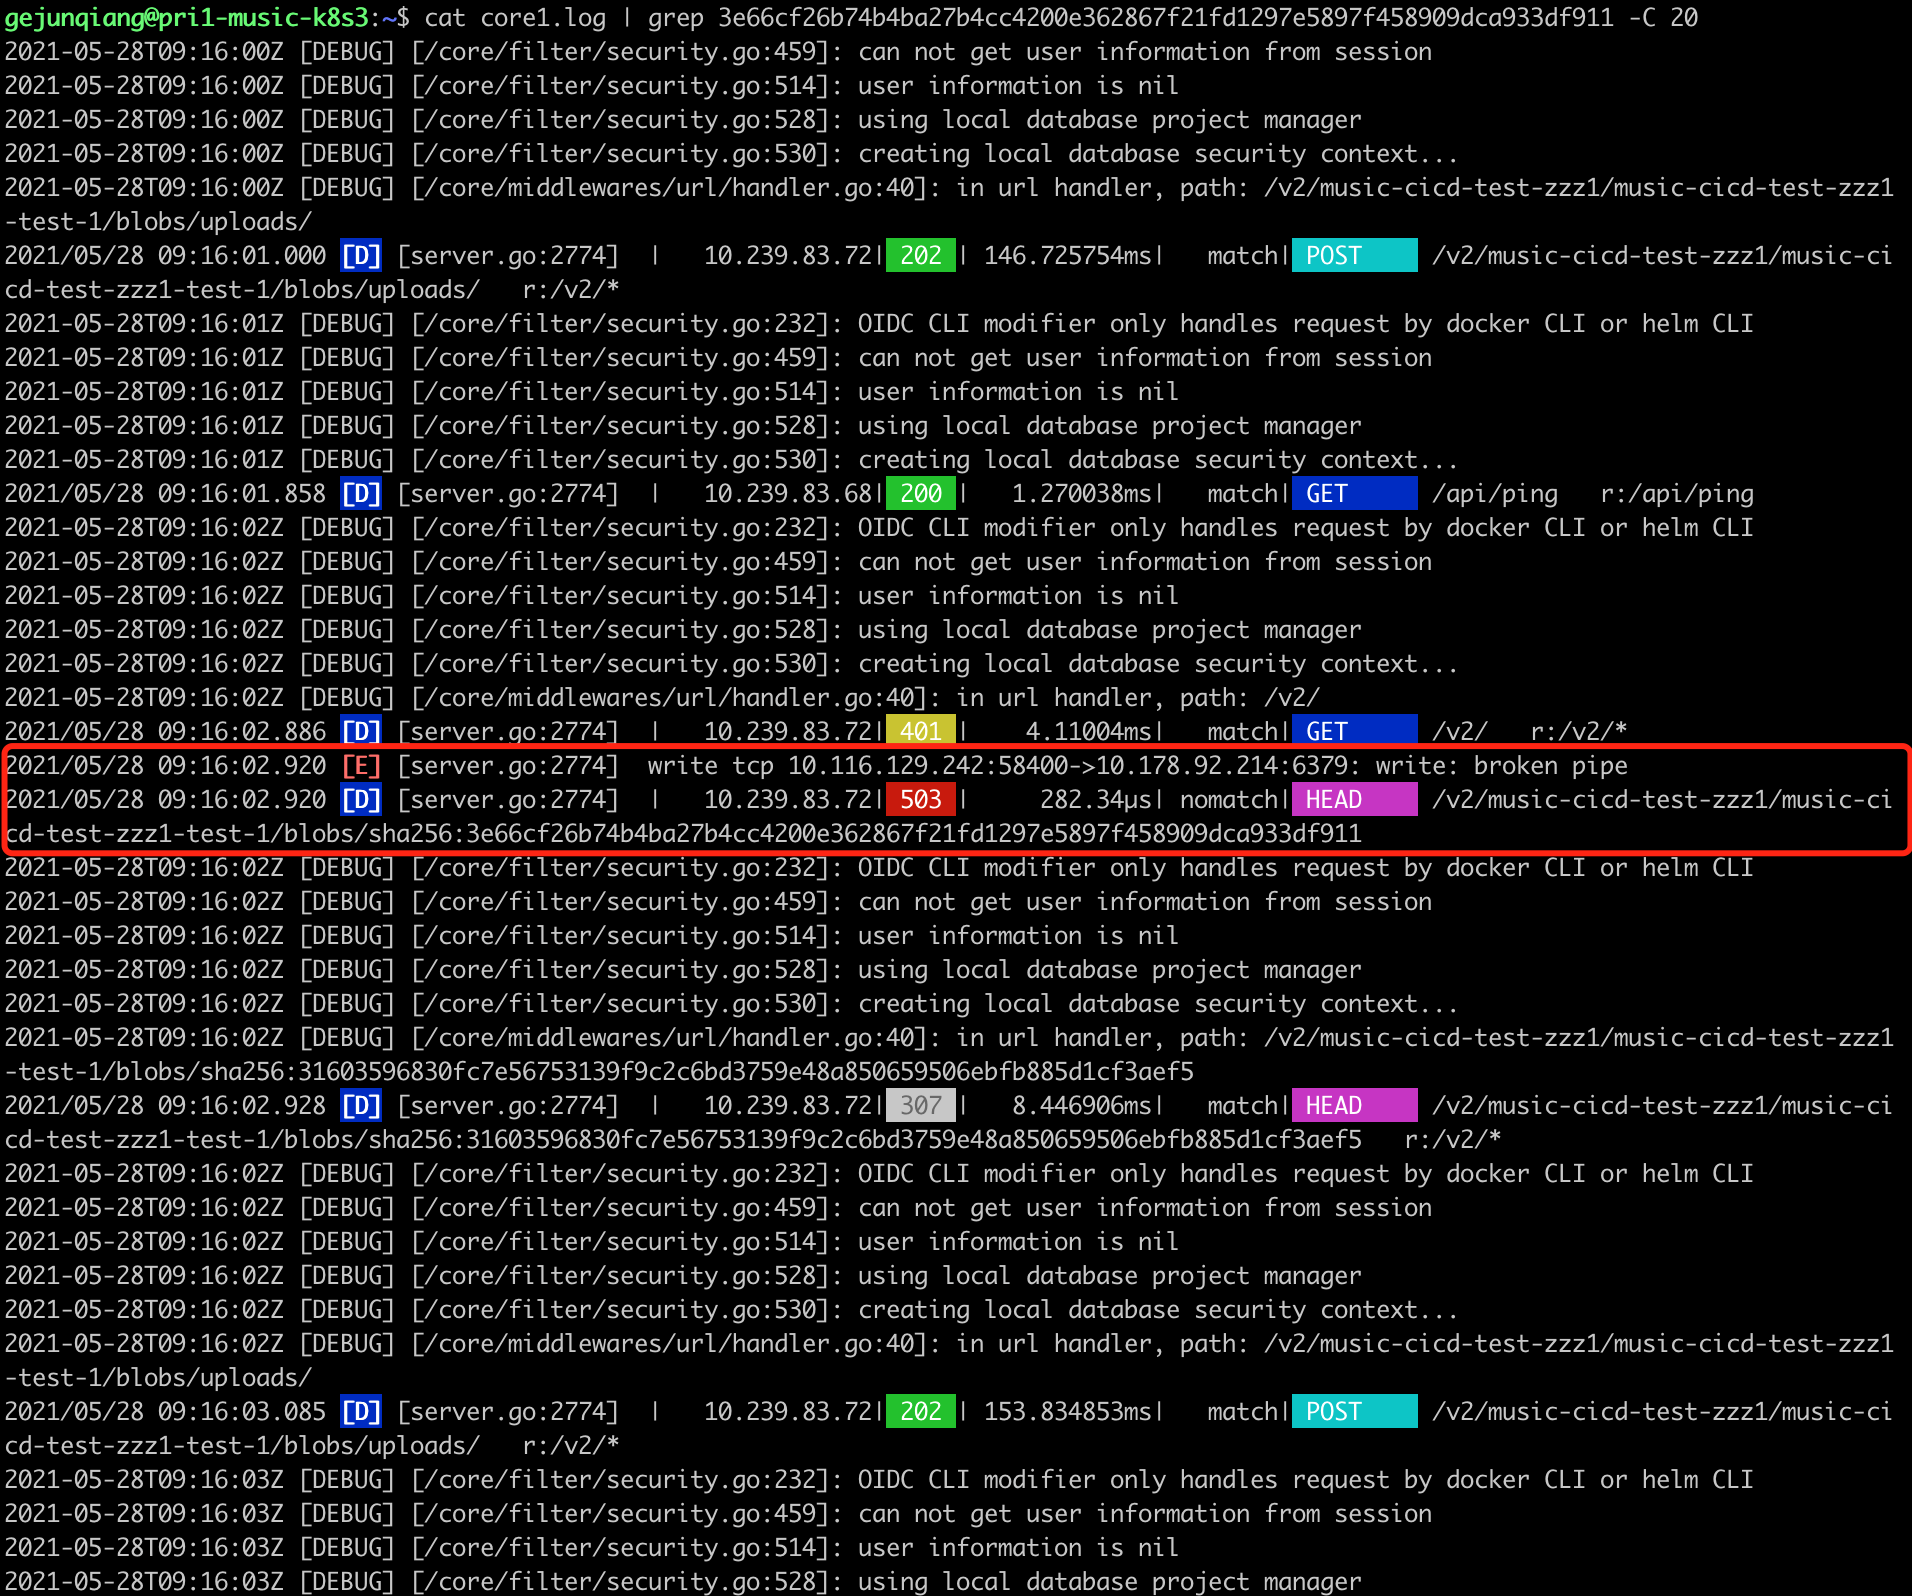 gejunqiang@pri1-music-k8s3:~$ cat core1.log | grep 3e66cf26b74b4ba27b4cc4200e362867f21fd1297e5897f458909dca933df911 -C 20
2021-05-28T09:16:00Z [DEBUG] [/core/filter/security.go:459]: can not get user information from session
2021-05-28T09:16:00Z [DEBUG] [/core/filter/security.go:514]: user information is nil
2021-05-28T09:16:00Z [DEBUG] [/core/filter/security.go:528]: using local database project manager
2021-05-28T09:16:00Z [DEBUG] [/core/filter/security.go:530]: creating local database security context...
2021-05-28T09:16:00Z [DEBUG] [/core/middlewares/url/handler.go:40]: in url handler, path: /v2/music-cicd-test-zzz1/music-cicd-test-zzz1
-test-1/blobs/uploads/
2021/05/28 09:16:01.000 [D] [server.go:2774]  |   10.239.83.72| 202 | 146.725754ms|   match| POST    /v2/music-cicd-test-zzz1/music-ci
cd-test-zzz1-test-1/blobs/uploads/   r:/v2/*
2021-05-28T09:16:01Z [DEBUG] [/core/filter/security.go:232]: OIDC CLI modifier only handles request by docker CLI or helm CLI
2021-05-28T09:16:01Z [DEBUG] [/core/filter/security.go:459]: can not get user information from session
2021-05-28T09:16:01Z [DEBUG] [/core/filter/security.go:514]: user information is nil
2021-05-28T09:16:01Z [DEBUG] [/core/filter/security.go:528]: using local database project manager
2021-05-28T09:16:01Z [DEBUG] [/core/filter/security.go:530]: creating local database security context...
2021/05/28 09:16:01.858 [D] [server.go:2774]  |   10.239.83.68| 200 |   1.270038ms|   match| GET     /api/ping   r:/api/ping
2021-05-28T09:16:02Z [DEBUG] [/core/filter/security.go:232]: OIDC CLI modifier only handles request by docker CLI or helm CLI
2021-05-28T09:16:02Z [DEBUG] [/core/filter/security.go:459]: can not get user information from session
2021-05-28T09:16:02Z [DEBUG] [/core/filter/security.go:514]: user information is nil
2021-05-28T09:16:02Z [DEBUG] [/core/filter/security.go:528]: using local database project manager
2021-05-28T09:16:02Z [DEBUG] [/core/filter/security.go:530]: creating local database security context...
2021-05-28T09:16:02Z [DEBUG] [/core/middlewares/url/handler.go:40]: in url handler, path: /v2/
2021/05/28 09:16:02.886 [D] [server.go:2774]  |   10.239.83.72| 401 |    4.11004ms|   match| GET     /v2/   r:/v2/*
2021/05/28 09:16:02.920 [E] [server.go:2774]  write tcp 10.116.129.242:58400->10.178.92.214:6379: write: broken pipe
2021/05/28 09:16:02.920 [D] [server.go:2774]  |   10.239.83.72| 503 |     282.34µs| nomatch| HEAD    /v2/music-cicd-test-zzz1/music-ci
cd-test-zzz1-test-1/blobs/sha256:3e66cf26b74b4ba27b4cc4200e362867f21fd1297e5897f458909dca933df911
2021-05-28T09:16:02Z [DEBUG] [/core/filter/security.go:232]: OIDC CLI modifier only handles request by docker CLI or helm CLI
2021-05-28T09:16:02Z [DEBUG] [/core/filter/security.go:459]: can not get user information from session
2021-05-28T09:16:02Z [DEBUG] [/core/filter/security.go:514]: user information is nil
2021-05-28T09:16:02Z [DEBUG] [/core/filter/security.go:528]: using local database project manager
2021-05-28T09:16:02Z [DEBUG] [/core/filter/security.go:530]: creating local database security context...
2021-05-28T09:16:02Z [DEBUG] [/core/middlewares/url/handler.go:40]: in url handler, path: /v2/music-cicd-test-zzz1/music-cicd-test-zzz1
-test-1/blobs/sha256:31603596830fc7e56753139f9c2c6bd3759e48a850659506ebfb885d1cf3aef5
2021/05/28 09:16:02.928 [D] [server.go:2774]  |   10.239.83.72| 307 |   8.446906ms|   match| HEAD    /v2/music-cicd-test-zzz1/music-ci
cd-test-zzz1-test-1/blobs/sha256:31603596830fc7e56753139f9c2c6bd3759e48a850659506ebfb885d1cf3aef5   r:/v2/*
2021-05-28T09:16:02Z [DEBUG] [/core/filter/security.go:232]: OIDC CLI modifier only handles request by docker CLI or helm CLI
2021-05-28T09:16:02Z [DEBUG] [/core/filter/security.go:459]: can not get user information from session
2021-05-28T09:16:02Z [DEBUG] [/core/filter/security.go:514]: user information is nil
2021-05-28T09:16:02Z [DEBUG] [/core/filter/security.go:528]: using local database project manager
2021-05-28T09:16:02Z [DEBUG] [/core/filter/security.go:530]: creating local database security context...
2021-05-28T09:16:02Z [DEBUG] [/core/middlewares/url/handler.go:40]: in url handler, path: /v2/music-cicd-test-zzz1/music-cicd-test-zzz1
-test-1/blobs/uploads/
2021/05/28 09:16:03.085 [D] [server.go:2774]  |   10.239.83.72| 202 | 153.834853ms|   match| POST    /v2/music-cicd-test-zzz1/music-ci
cd-test-zzz1-test-1/blobs/uploads/   r:/v2/*
2021-05-28T09:16:03Z [DEBUG] [/core/filter/security.go:232]: OIDC CLI modifier only handles request by docker CLI or helm CLI
2021-05-28T09:16:03Z [DEBUG] [/core/filter/security.go:459]: can not get user information from session
2021-05-28T09:16:03Z [DEBUG] [/core/filter/security.go:514]: user information is nil
2021-05-28T09:16:03Z [DEBUG] [/core/filter/security.go:528]: using local database project manager